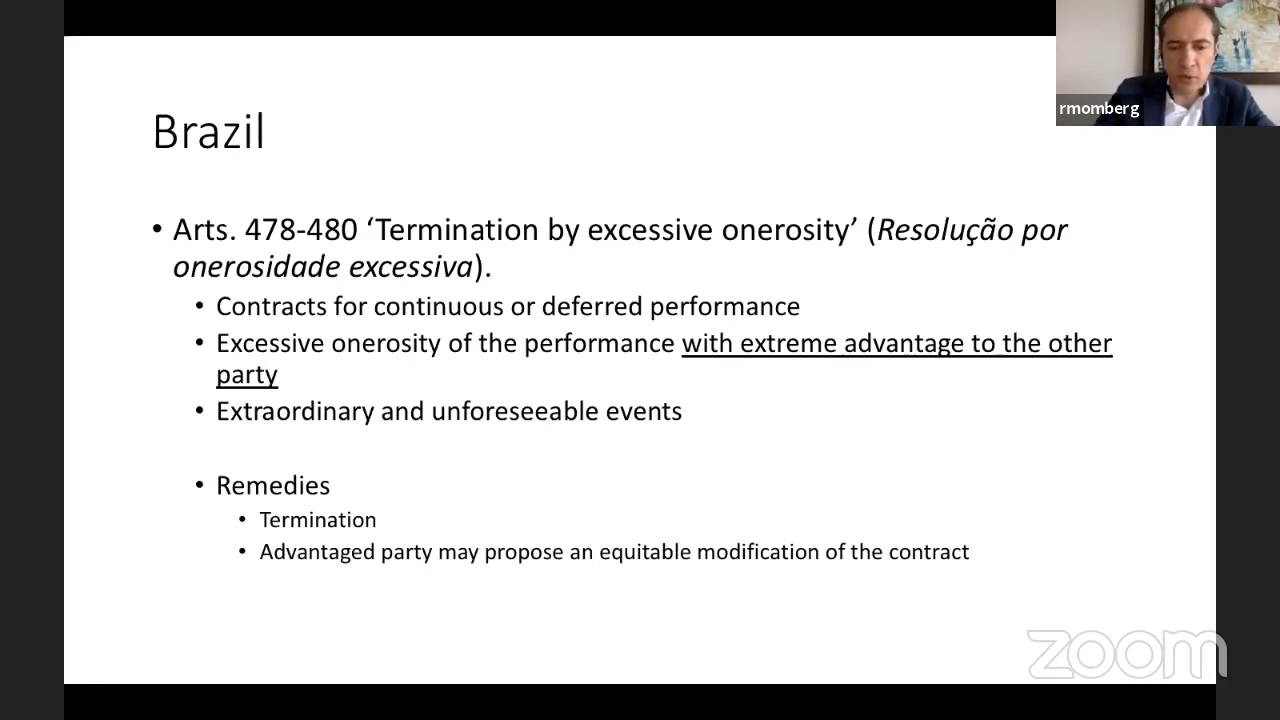 rmomberg
Brazil
• Arts. 478-480 ‘Termination by excessive onerosity’ (Resolução por
onerosidade excessiva).
• Contracts for continuous or deferred performance
• Excessive onerosity of the performance with extreme advantage to the other
party
• Extraordinary and unforeseeable events
• Remedies
• Termination
• Advantaged party may propose an equitable modification of the contract
zoom